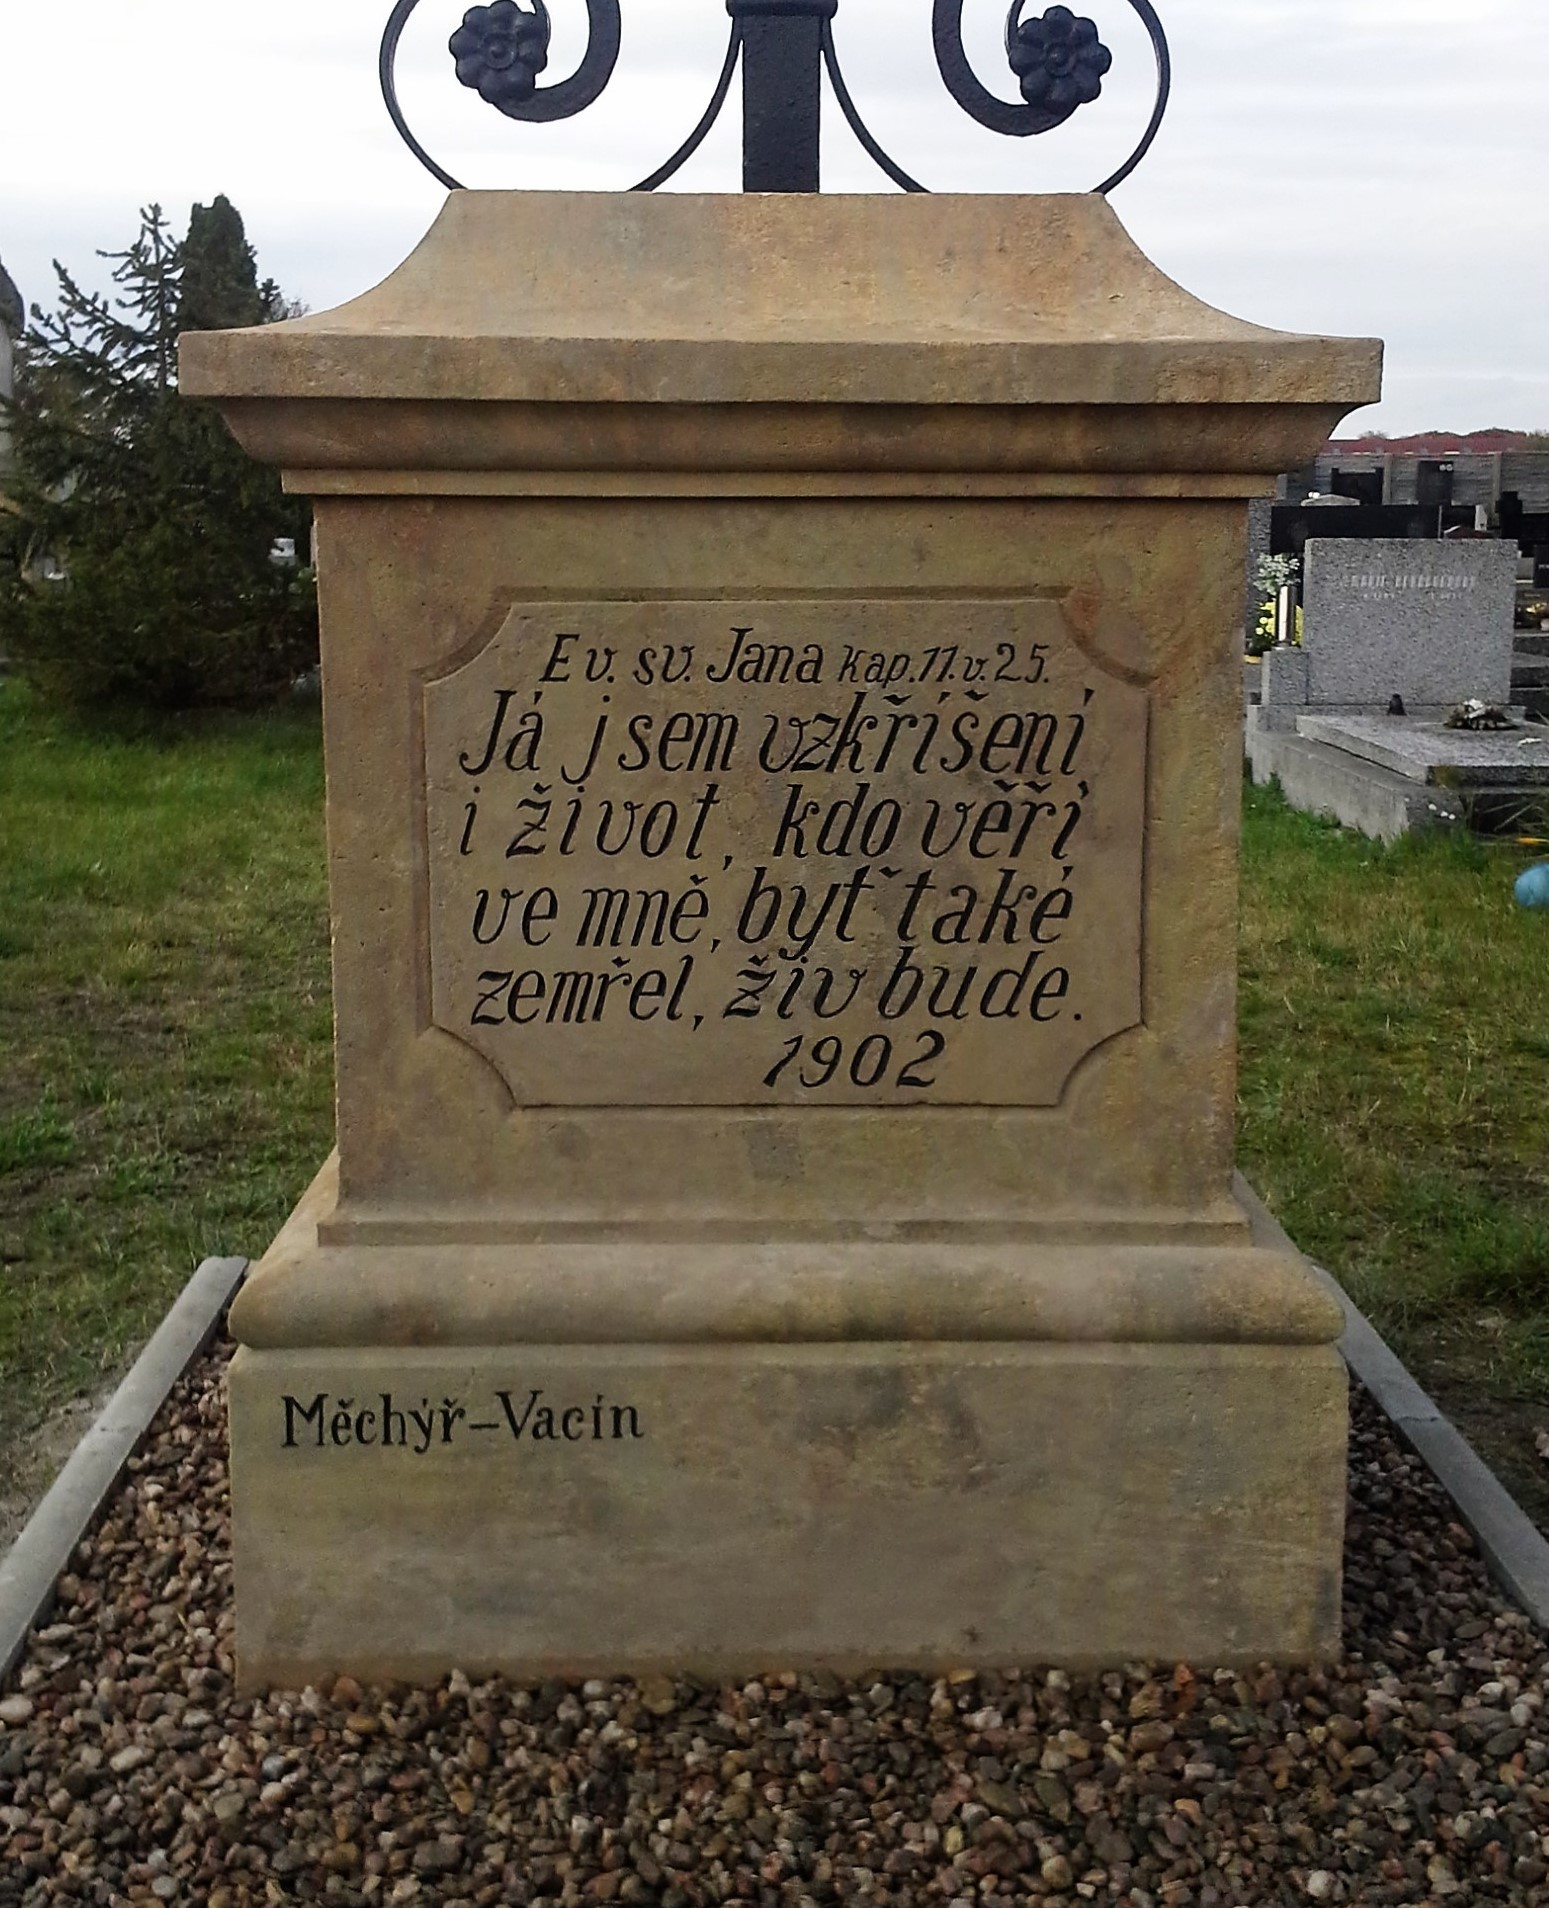 Ev. sv. Jana kap. 11. v. 25.
Já jsem vzkříšení
i život, kdo věří
ve mně, byť také
zemřel, živ bude.
1902
Měchýř-Vacín